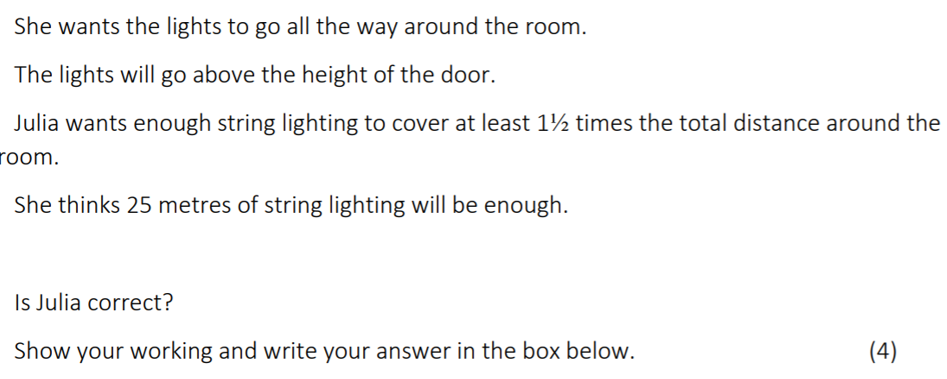 She wants the lights to go all the way around the room.
The lights will go above the height of the door.
Julia wants enough string lighting to cover at least 1½ times the total distance around the
room.
She thinks 25 metres of string lighting will be enough.
Is Julia correct?
Show your working and write your answer in the box below. (4)